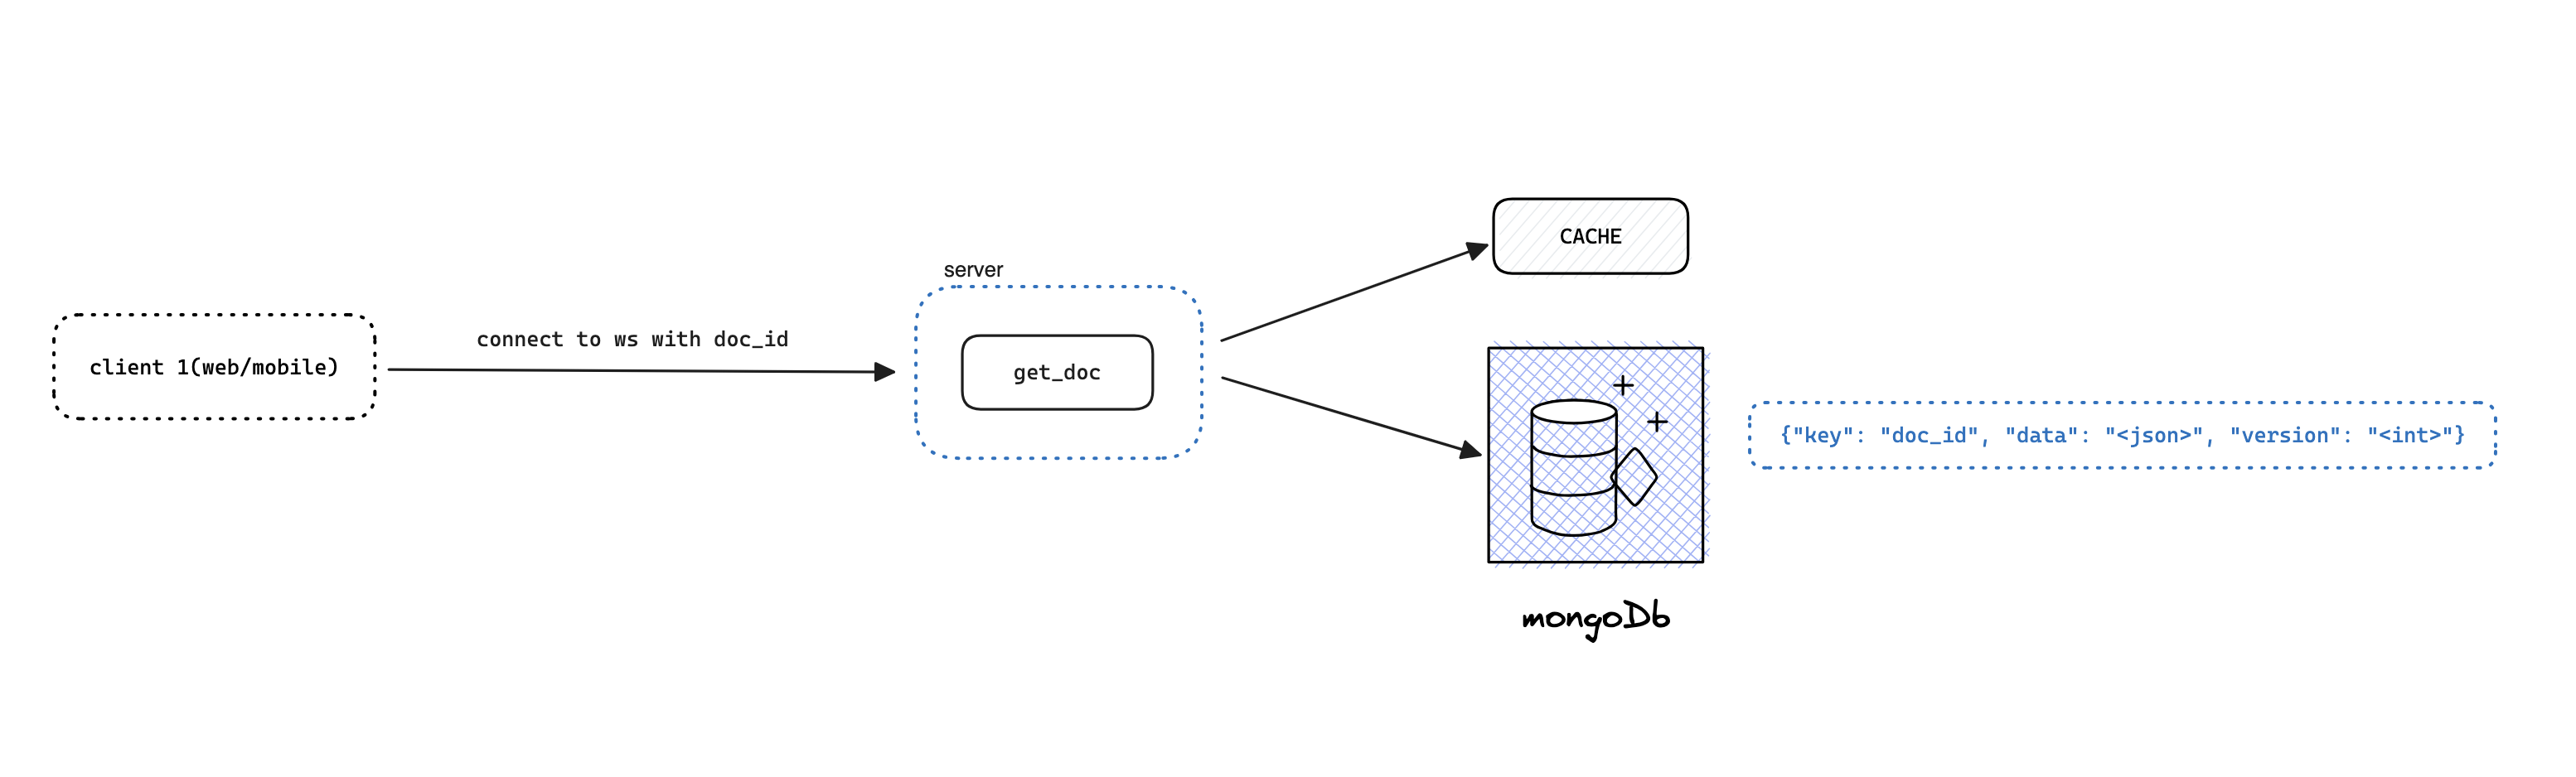 CACHE
server
connect to ws with doc_id
client 1(web/mobile)
get_doc
{"key": "doc_id", "data": "<json>", "version": "<int>"}
mongoDb